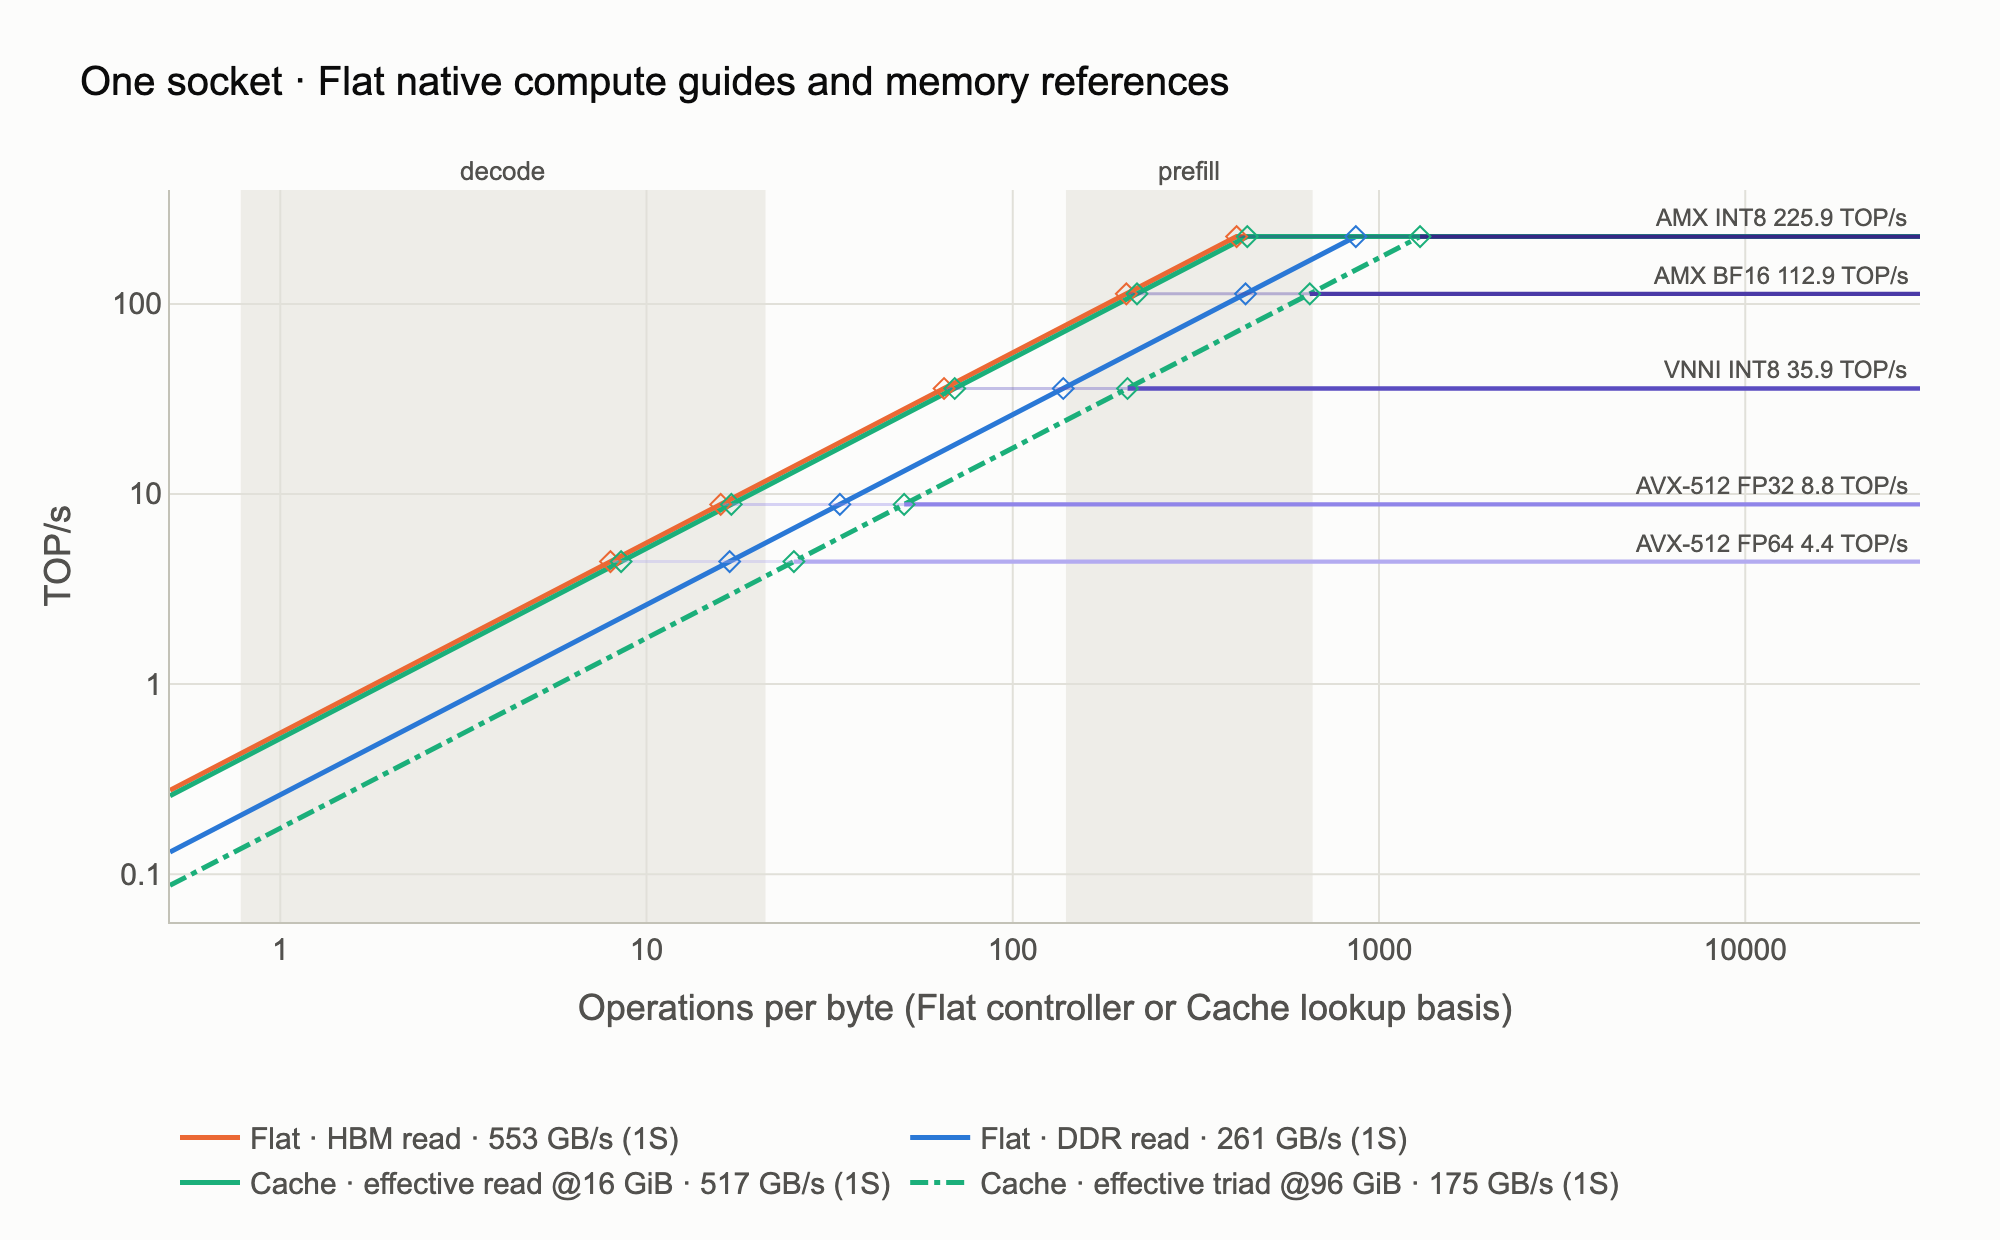 One socket · Flat native compute guides and memory references
decode
prefill
AMX INT8 225.9 TOP/s
AMX BF16 112.9 TOP/s
VNNI INT8 35.9 TOP/s
AVX-512 FP32 8.8 TOP/s
AVX-512 FP64 4.4 TOP/s
TOP/s
100
10
1
0.1
1
10
100
1000
10000
Operations per byte (Flat controller or Cache lookup basis)
Flat · HBM read · 553 GB/s (1S)
Flat · DDR read · 261 GB/s (1S)
Cache · effective read @16 GiB · 517 GB/s (1S)
Cache · effective triad @96 GiB · 175 GB/s (1S)